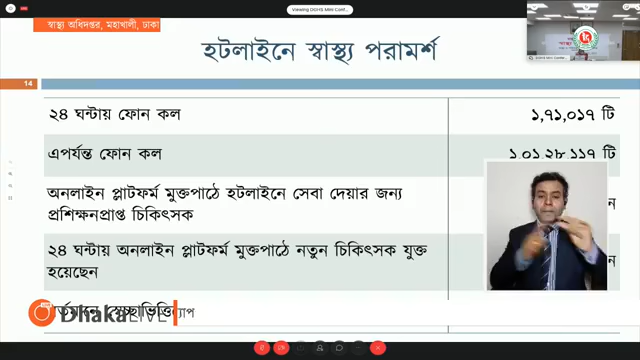 Viewing DGHS Mini Conf...
স্বাস্থ্য অধিদপ্তর, মহাখালী, ঢাকা
হটলাইনে স্বাস্থ্য পরামর্শ
14
২৪ ঘন্টায় ফোন কল ১,৭১,০১৭ টি
এপর্যন্ত ফোন কল ১,০১,২৮,১১৭ টি
অনলাইন প্লাটফর্ম মুক্তপাঠে হটলাইনে সেবা দেয়ার জন্য
প্রশিক্ষনপ্রাপ্ত চিকিৎসক
২৪ ঘন্টায় অনলাইন প্লাটফর্ম মুক্তপাঠে নতুন চিকিৎসক যুক্ত
হয়েছেন
DhakaLIVE